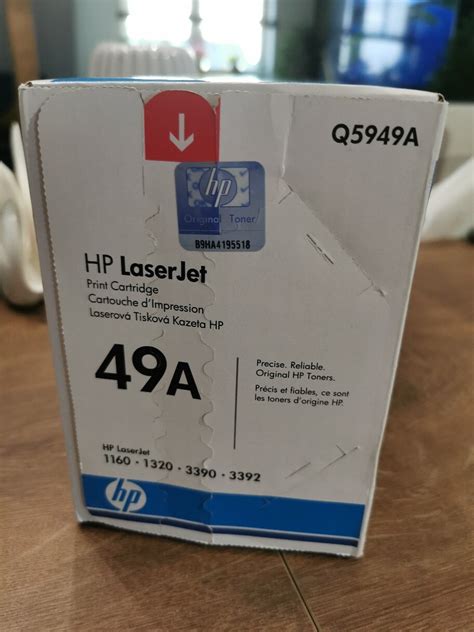 Q5949A
hp
Original Toner
B9HA4195518
HP LaserJet
Print Cartridge
Cartouche d'Impression
Laserová Tisková Kazeta HP
49A
Precise. Reliable.
Original HP Toners.
Précis et fiables, ce sont
les toners d'origine HP.
HP LaserJet
1160 · 1320 · 3390 · 3392
hp